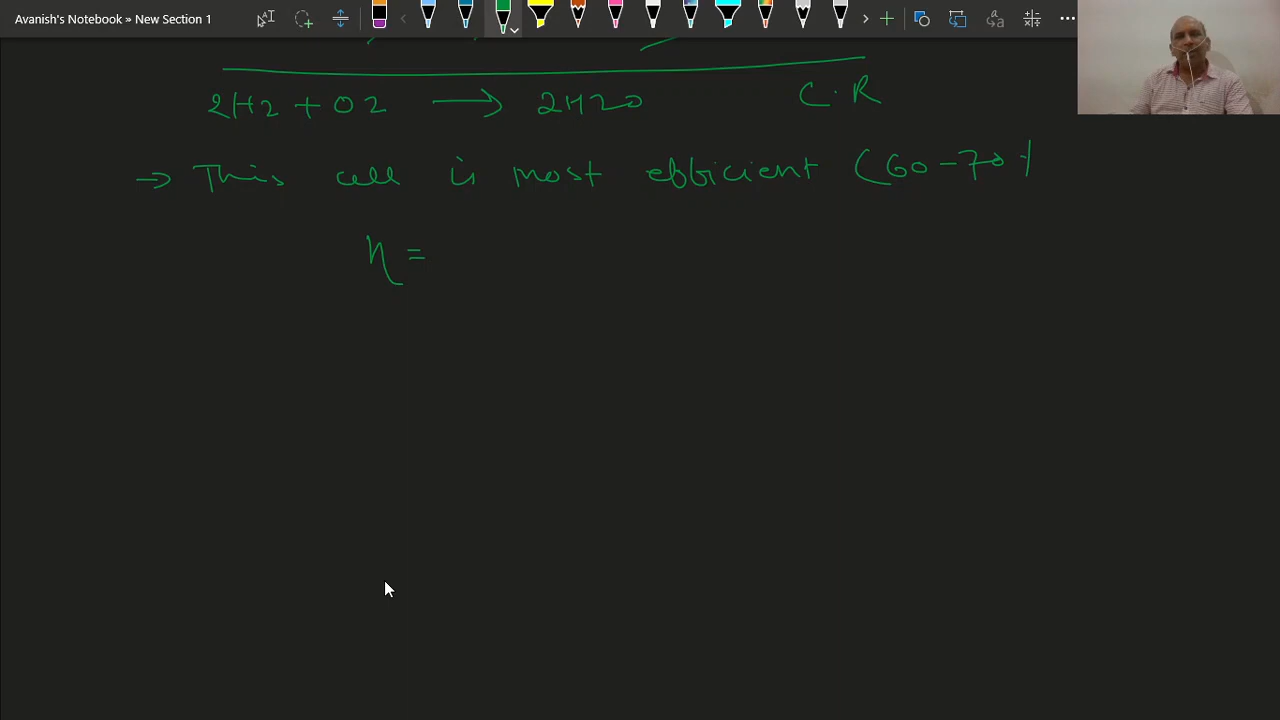 Avanish's Notebook » New Section 1
2H2 + O2 → 2H2O C.R
→ This cell is most efficient (60-70%
η =